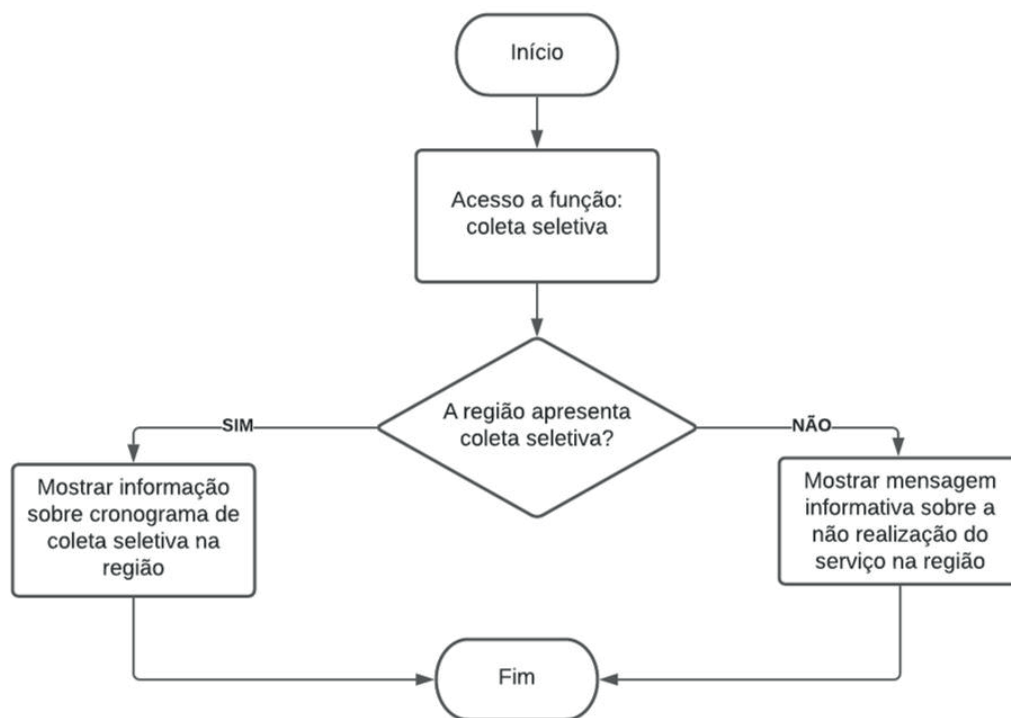 Início
Acesso a função:
coleta seletiva
A região apresenta
coleta seletiva?
SIM
NÃO
Mostrar informação
sobre cronograma de
coleta seletiva na
região
Mostrar mensagem
informativa sobre a
não realização do
serviço na região
Fim